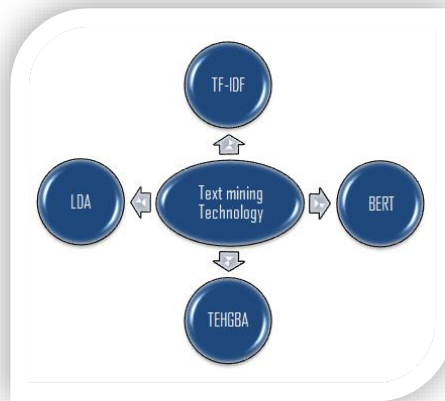 TF-IDF
LDA
Text mining
Technology
BERT
TEHGBA